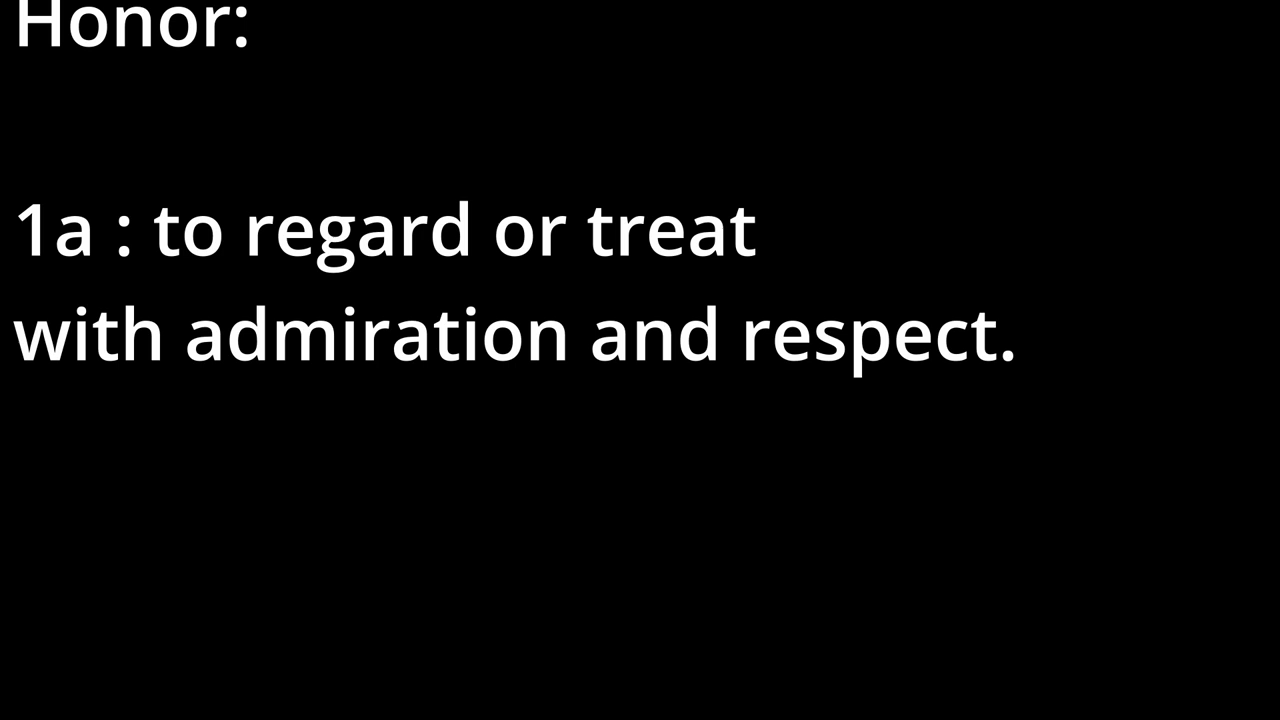 Honor:
1a : to regard or treat
with admiration and respect.